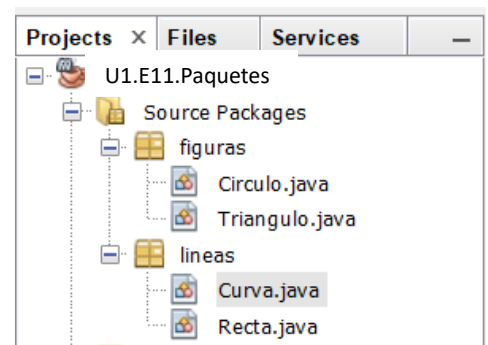 Projects × Files Services
U1.E11.Paquetes
Source Packages
figuras
Circulo.java
Triangulo.java
lineas
Curva.java
Recta.java